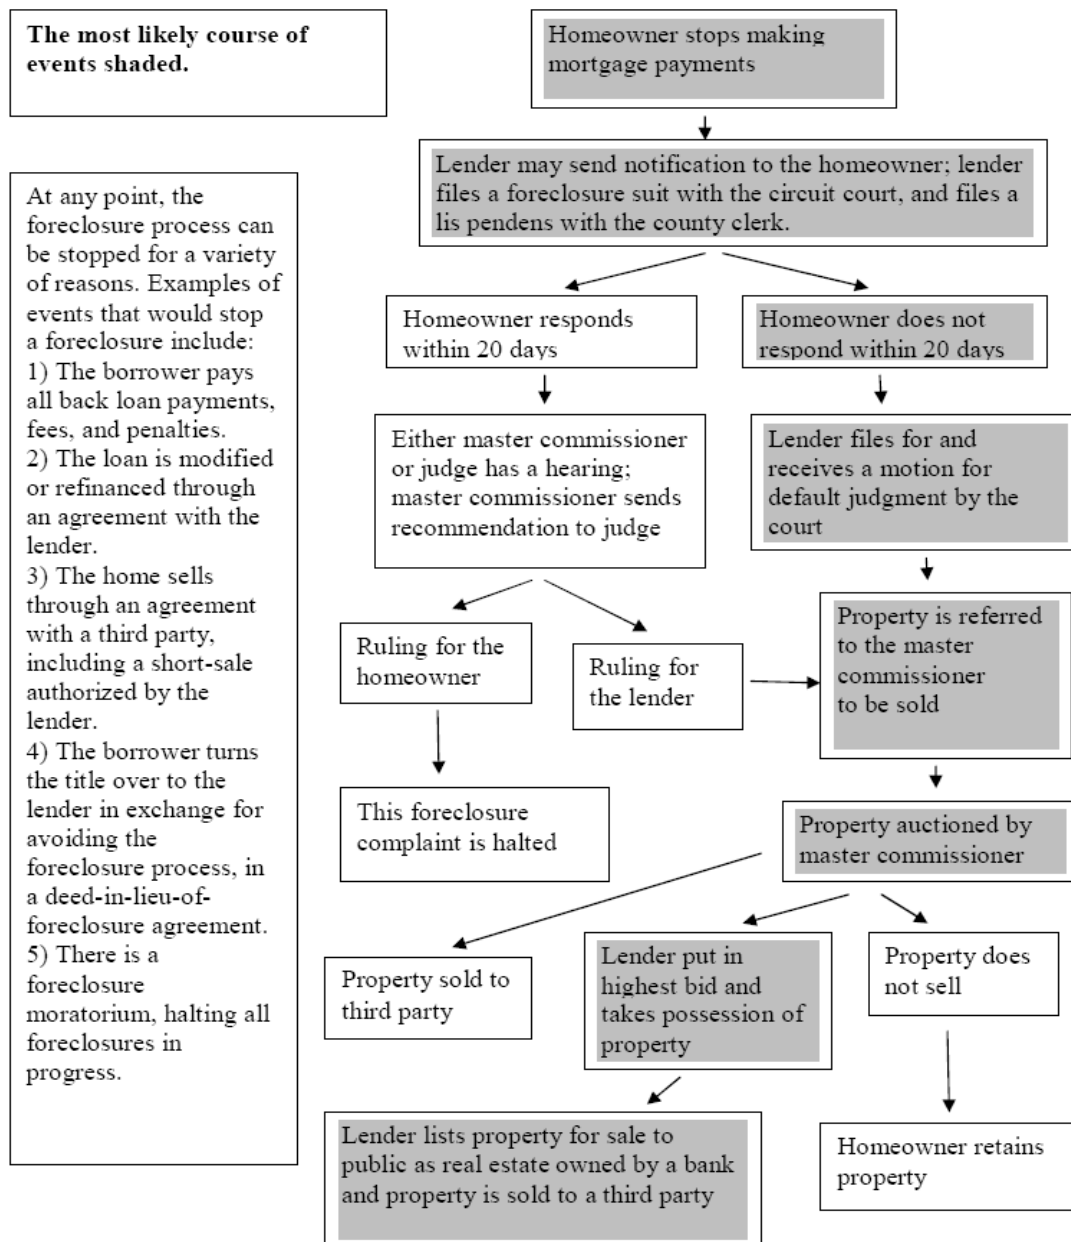 The most likely course of
events shaded.
Homeowner stops making
mortgage payments
Lender may send notification to the homeowner; lender
files a foreclosure suit with the circuit court, and files a
lis pendens with the county clerk.
At any point, the
foreclosure process can
be stopped for a variety
of reasons. Examples of
events that would stop
a foreclosure include:
1) The borrower pays
all back loan payments,
fees, and penalties.
2) The loan is modified
or refinanced through
an agreement with the
lender.
3) The home sells
through an agreement
with a third party,
including a short-sale
authorized by the
lender.
4) The borrower turns
the title over to the
lender in exchange for
avoiding the
foreclosure process, in
a deed-in-lieu-of-
foreclosure agreement.
5) There is a
foreclosure
moratorium, halting all
foreclosures in
progress.
Homeowner responds
within 20 days
Homeowner does not
respond within 20 days
Either master commissioner
or judge has a hearing;
master commissioner sends
recommendation to judge
Lender files for and
receives a motion for
default judgment by the
court
Ruling for the
homeowner
Ruling for
the lender
Property is referred
to the master
commissioner
to be sold
This foreclosure
complaint is halted
Property auctioned by
master commissioner
Property sold to
third party
Lender put in
highest bid and
takes possession of
property
Property does
not sell
Lender lists property for sale to
public as real estate owned by a bank
and property is sold to a third party
Homeowner retains
property